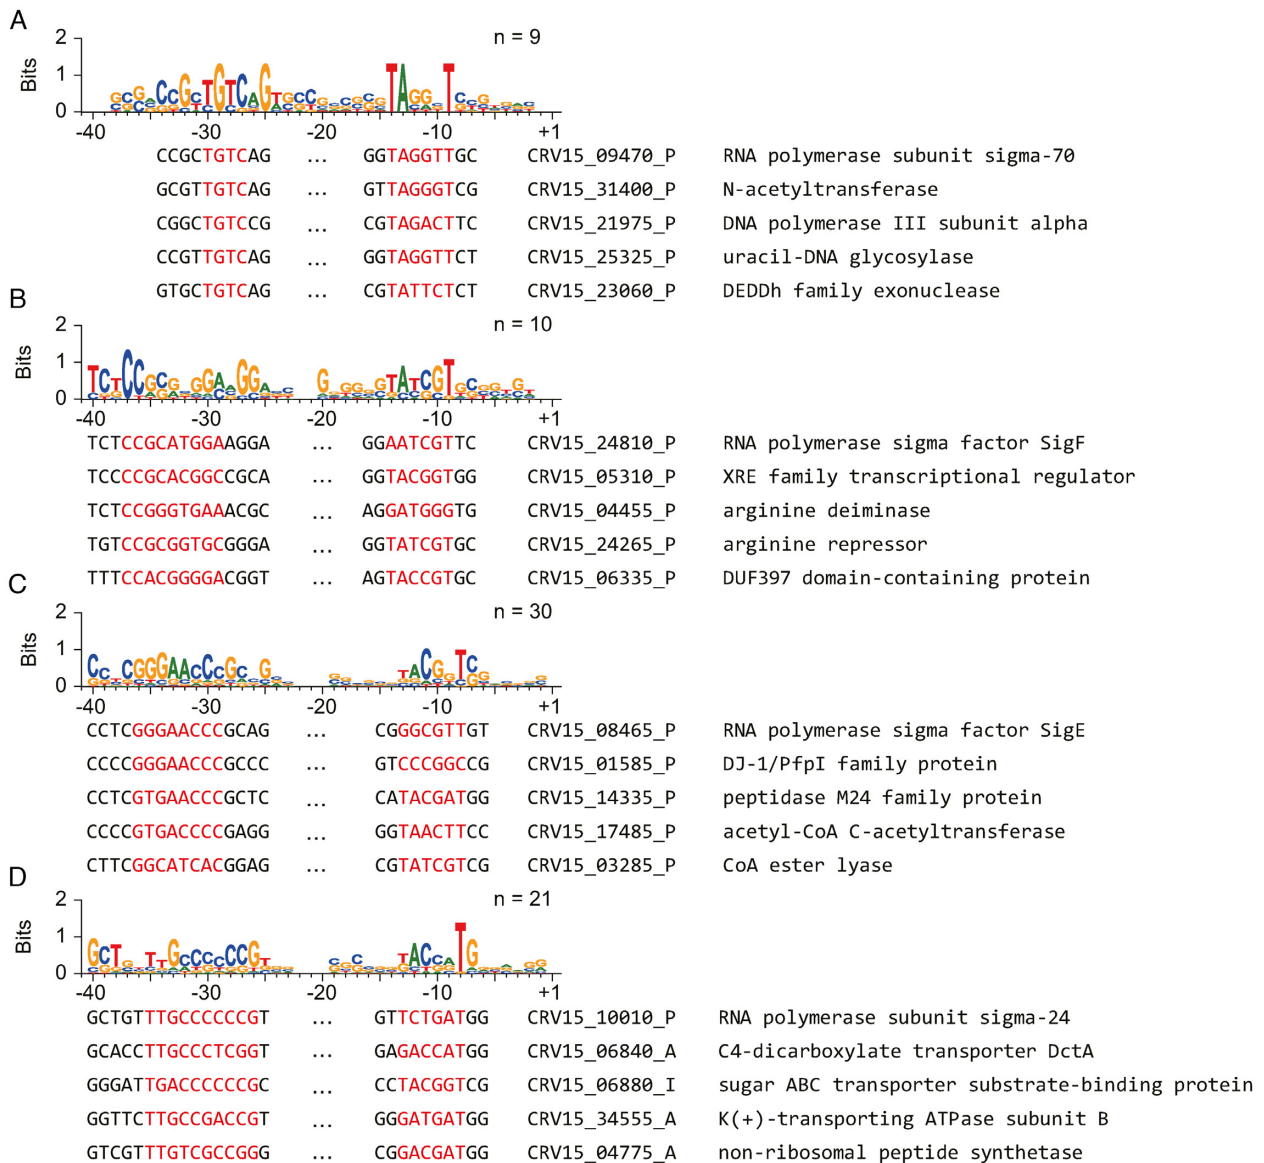 A
2
n = 9
1
Bits
0
-40 -30 -20 -10 +1
CCGCTGTCAG ... GGTAGGTTGC CRV15_09470_P RNA polymerase subunit sigma-70
GCGTTGTCAG ... GTTAGGGTCG CRV15_31400_P N-acetyltransferase
CGGCTGTCCG ... CGTAGACTTC CRV15_21975_P DNA polymerase III subunit alpha
CCGTTGTCAG ... GGTAGGTTCT CRV15_25325_P uracil-DNA glycosylase
GTGCTGTCAG ... CGTATTCTCT CRV15_23060_P DEDDh family exonuclease
B
2
n = 10
1
Bits
0
-40 -30 -20 -10 +1
TCTCCGCATGGAAGGA ... GGAATCGTTC CRV15_24810_P RNA polymerase sigma factor SigF
TCCCCGCACGGCCGCA ... GGTACGGTGG CRV15_05310_P XRE family transcriptional regulator
TCTCCGGGTGAAACGC ... AGGATGGGTG CRV15_04455_P arginine deiminase
TGTCCGCGGTGCGGGA ... GGTATCGTGC CRV15_24265_P arginine repressor
TTTCCACGGGGACGGT ... AGTACCGTGC CRV15_06335_P DUF397 domain-containing protein
C
2
n = 30
1
Bits
0
-40 -30 -20 -10 +1
CCTCGGGAACCCGCAG ... CGGGCGTTGT CRV15_08465_P RNA polymerase sigma factor SigE
CCCCGGGAACCCGCCC ... GTCCCGGCCG CRV15_01585_P DJ-1/PfpI family protein
CCTCGTGAACCCGCTC ... CATACGATGG CRV15_14335_P peptidase M24 family protein
CCCCGTGACCCCGAGG ... GGTAACTTCC CRV15_17485_P acetyl-CoA C-acetyltransferase
CTTCGGCATCACGGAG ... CGTATCGTCG CRV15_03285_P CoA ester lyase
D
2
n = 21
1
Bits
0
-40 -30 -20 -10 +1
GCTGTTTGCCCCCCGT ... GTTCTGATGG CRV15_10010_P RNA polymerase subunit sigma-24
GCACCTTGCCCTCGGT ... GAGACCATGG CRV15_06840_A C4-dicarboxylate transporter DctA
GGGATTGACCCCCCGC ... CCTACGGTCG CRV15_06880_I sugar ABC transporter substrate-binding protein
GGTTCTTGCCGACCGT ... GGGATGATGG CRV15_34555_A K(+)-transporting ATPase subunit B
GTCGTTTGTCGCCGGG ... CGGACGATGG CRV15_04775_A non-ribosomal peptide synthetase